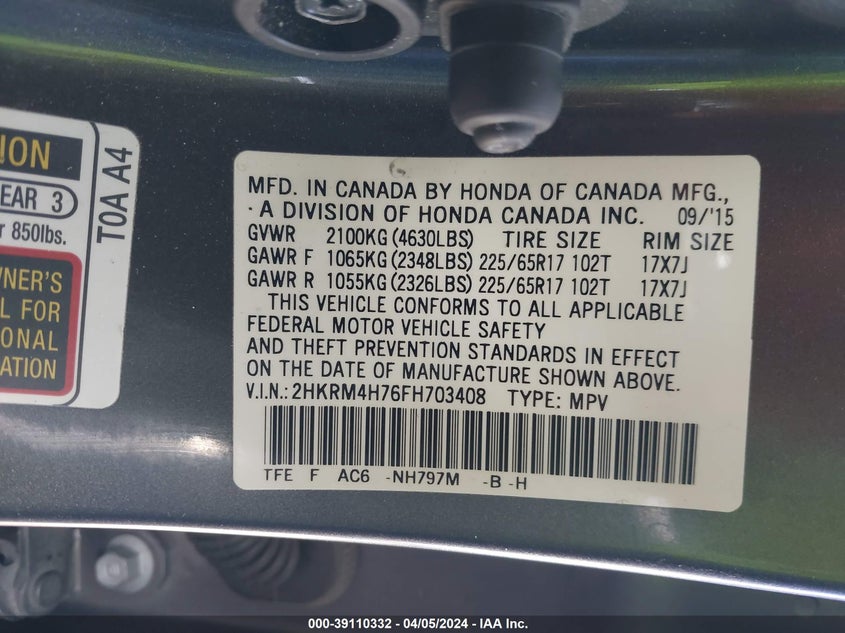 !ON
EAR 3
r 850lbs.
NER'S
L FOR
ONAL
ATION
T0A A4
MFD. IN CANADA BY HONDA OF CANADA MFG.,
A DIVISION OF HONDA CANADA INC. 09/'15
GVWR 2100KG (4630LBS) TIRE SIZE RIM SIZE
GAWR F 1065KG (2348LBS) 225/65R17 102T 17X7J
GAWR R 1055KG (2326LBS) 225/65R17 102T 17X7J
THIS VEHICLE CONFORMS TO ALL APPLICABLE
FEDERAL MOTOR VEHICLE SAFETY
AND THEFT PREVENTION STANDARDS IN EFFECT
ON THE DATE OF MANUFACTURE SHOWN ABOVE.
V.I.N.: 2HKRM4H76FH703408 TYPE: MPV
TFE F AC6 -NH797M -B -H
000-39110332 - 04/05/2024 - IAA Inc.